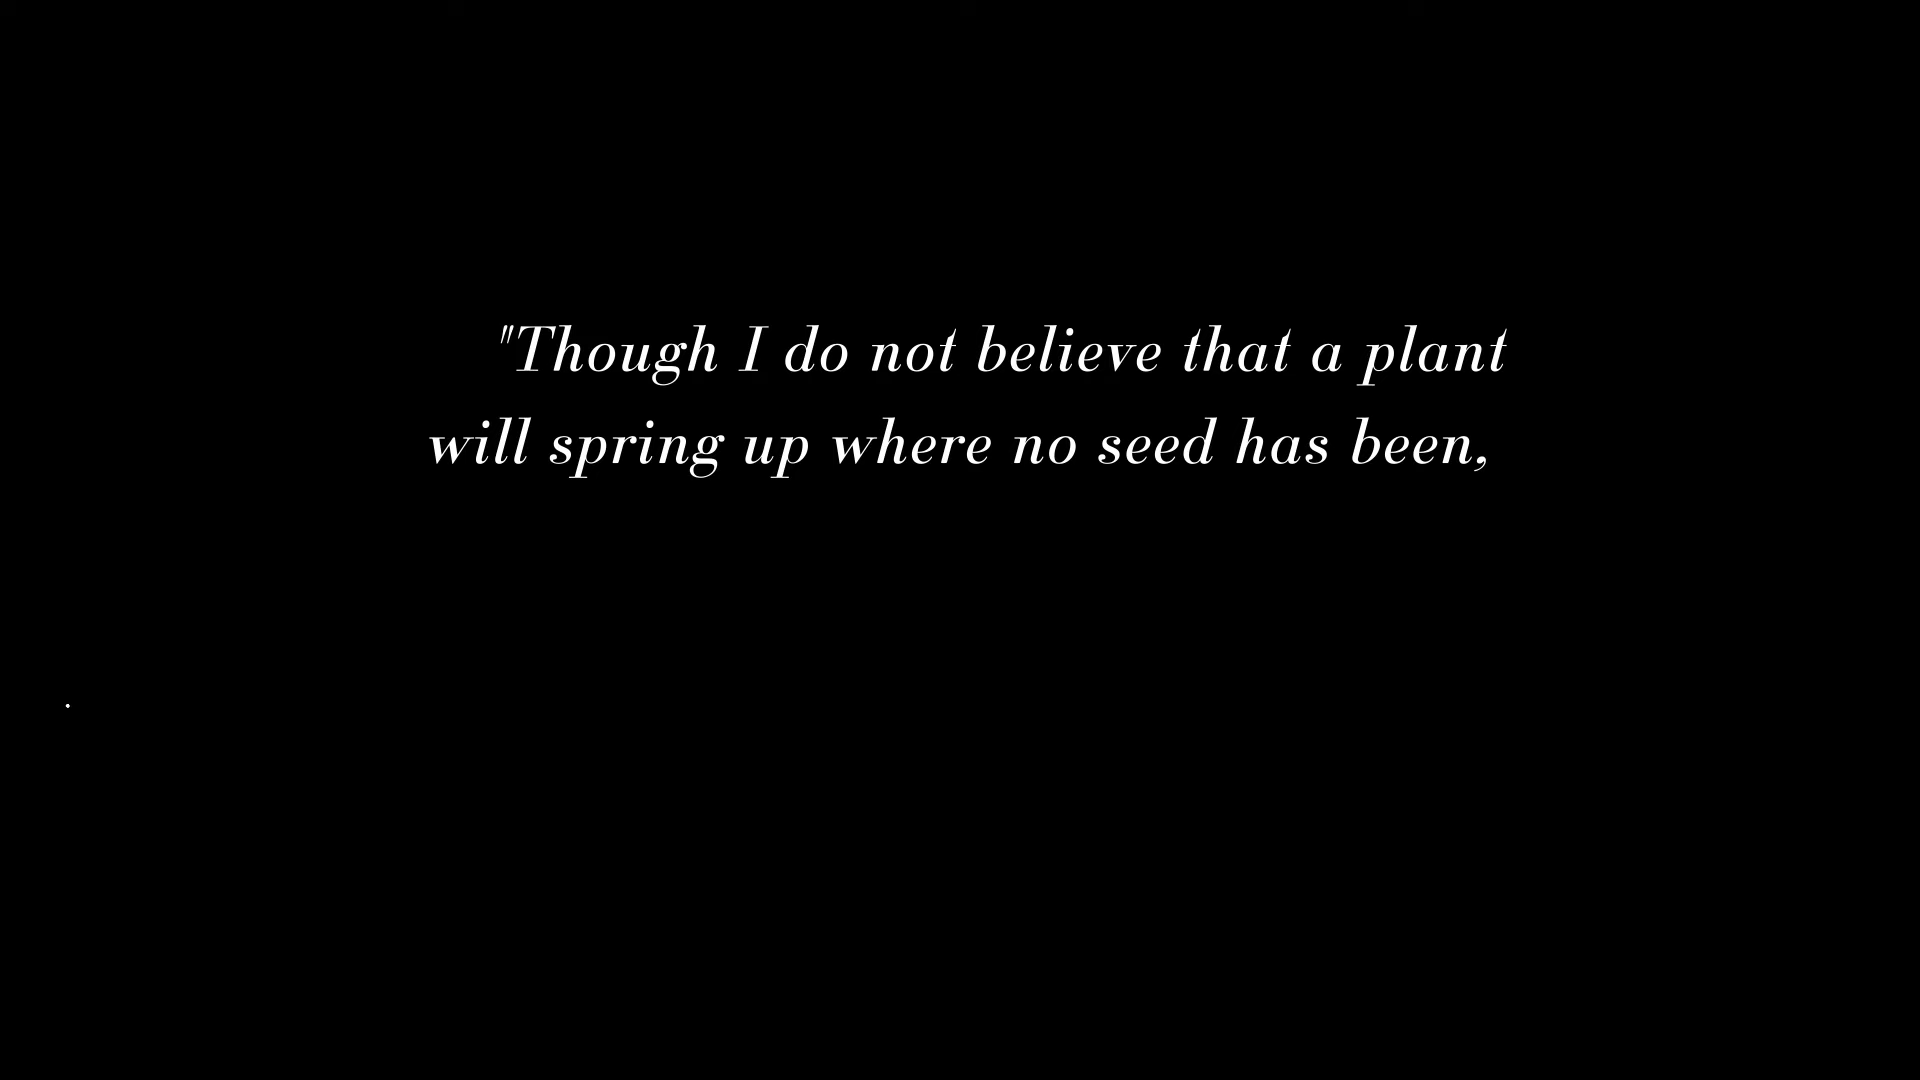 "Though I do not believe that a plant
will spring up where no seed has been,
.